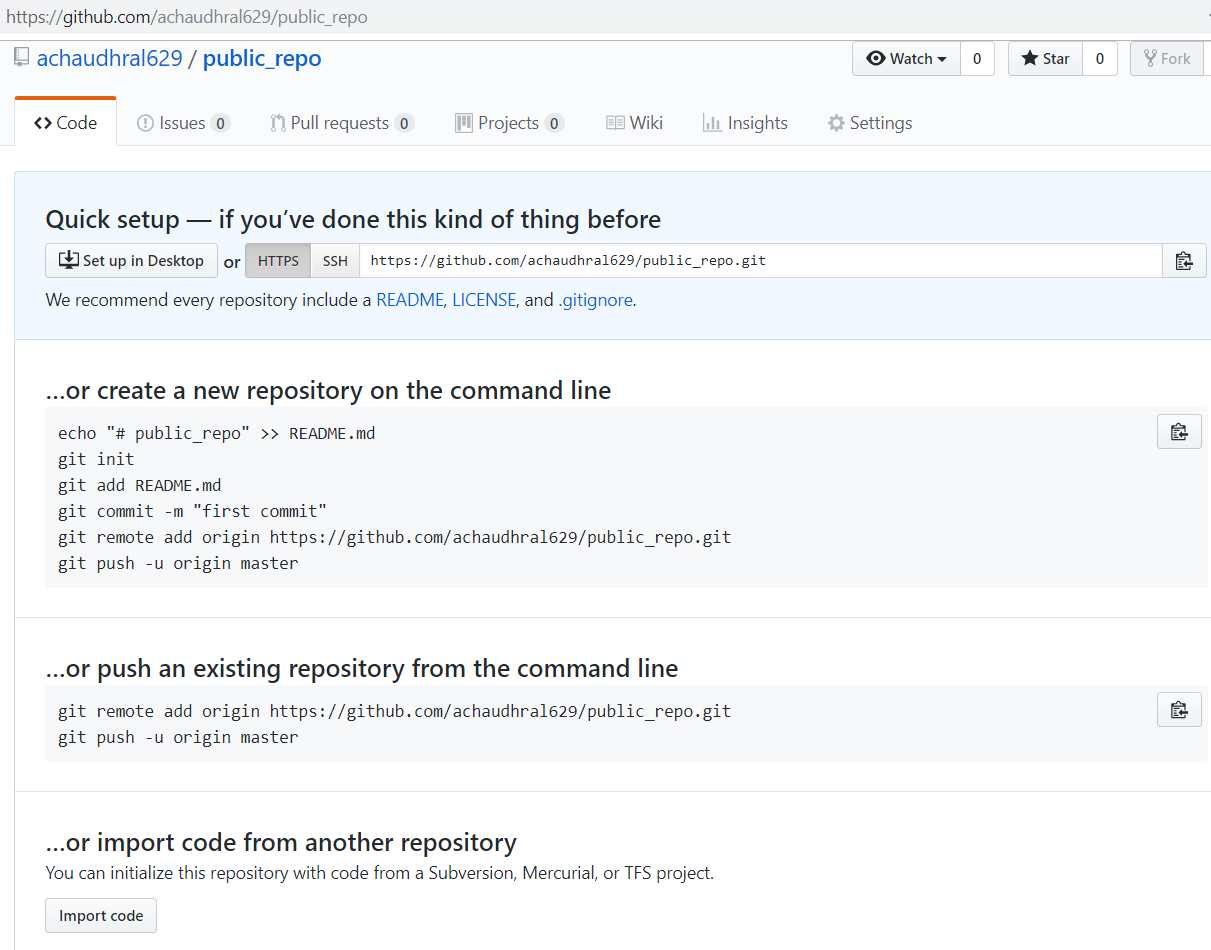 https://github.com/achaudhral629/public_repo
achaudhral629 / public_repo
Watch 0 Star 0 Fork
Code Issues 0 Pull requests 0 Projects 0 Wiki Insights Settings
Quick setup — if you’ve done this kind of thing before
Set up in Desktop or HTTPS SSH https://github.com/achaudhral629/public_repo.git
We recommend every repository include a README, LICENSE, and .gitignore.
…or create a new repository on the command line
echo "# public_repo" >> README.md
git init
git add README.md
git commit -m "first commit"
git remote add origin https://github.com/achaudhral629/public_repo.git
git push -u origin master
…or push an existing repository from the command line
git remote add origin https://github.com/achaudhral629/public_repo.git
git push -u origin master
…or import code from another repository
You can initialize this repository with code from a Subversion, Mercurial, or TFS project.
Import code